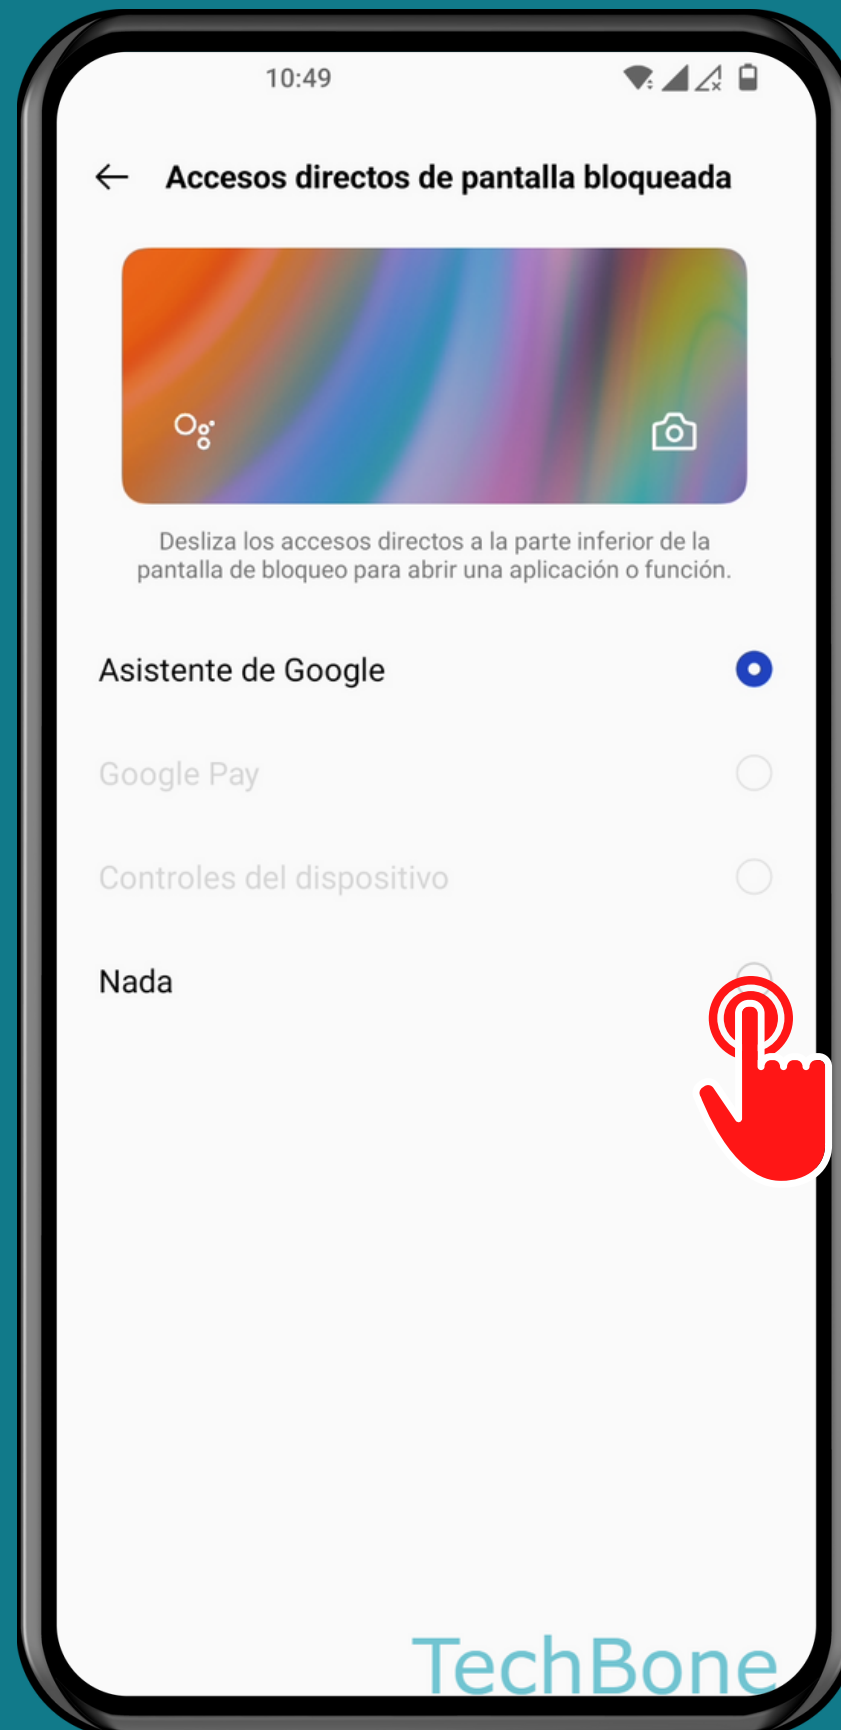 10:49
Accesos directos de pantalla bloqueada
Desliza los accesos directos a la parte inferior de la
pantalla de bloqueo para abrir una aplicación o función.
Asistente de Google
Google Pay
Controles del dispositivo
Nada
TechBone